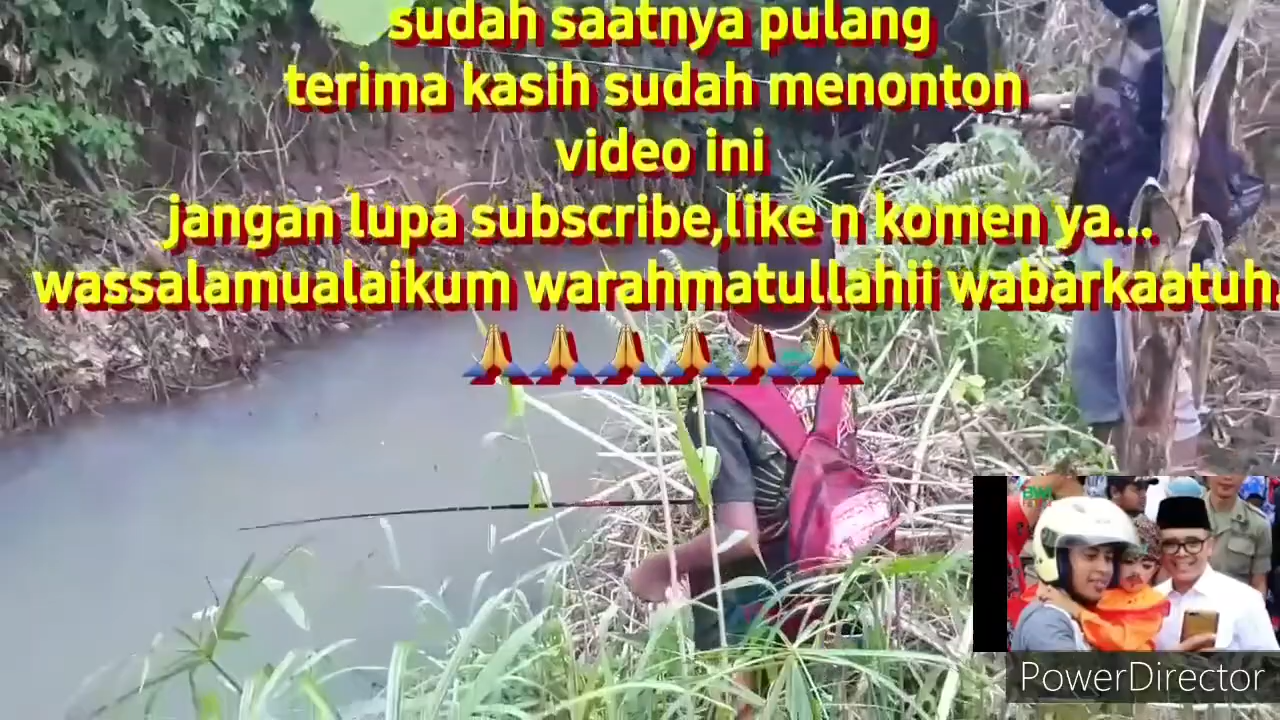 sudah saatnya pulang
terima kasih sudah menonton
video ini
jangan lupa subscribe,like n komen ya...
wassalamualaikum warahmatullahii wabarkaatuh.
🙏🙏🙏🙏🙏🙏
PowerDirector